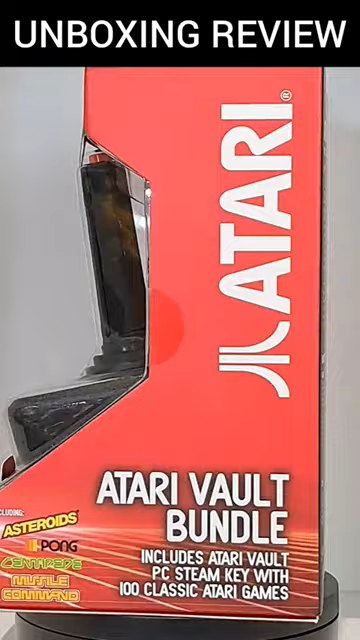 UNBOXING REVIEW
ATARI®
ATARI VAULT
BUNDLE
INCLUDES ATARI VAULT
PC STEAM KEY WITH
100 CLASSIC ATARI GAMES
CLUDING:
ASTEROIDS
PONG
CENTIPEDE
MISSILE
COMMAND